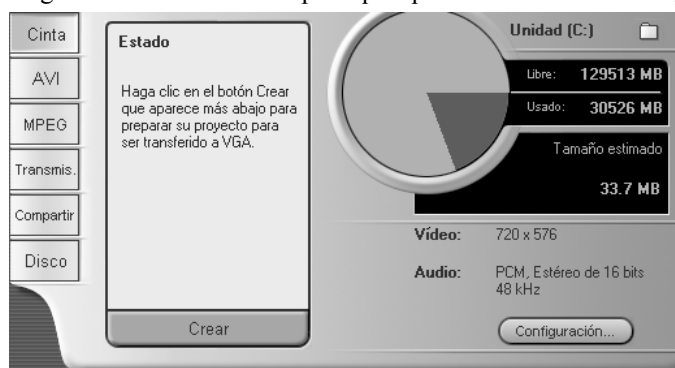 Cinta
AVI
MPEG
Transmis.
Compartir
Disco
Estado
Haga clic en el botón Crear
que aparece más abajo para
preparar su proyecto para
ser transferido a VGA.
Crear
Unidad (C:)
Libre: 129513 MB
Usado: 30526 MB
Tamaño estimado
33.7 MB
Vídeo: 720 x 576
Audio: PCM, Estéreo de 16 bits
48 kHz
Configuración...